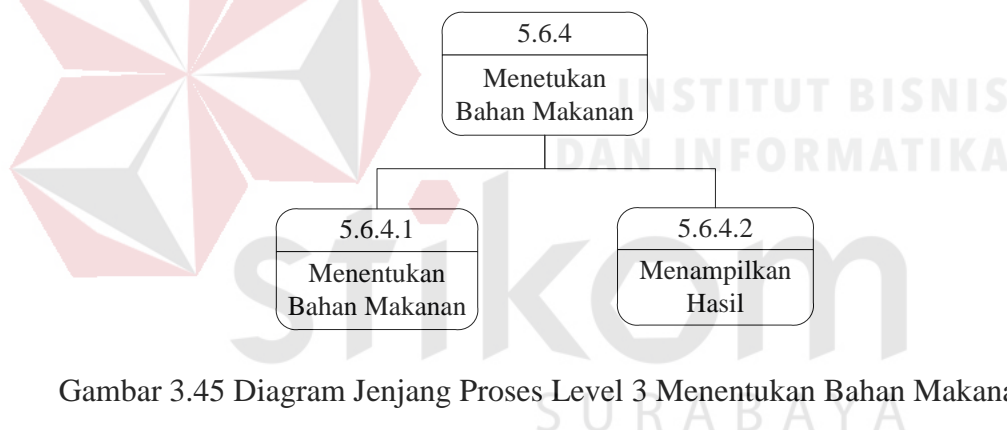 5.6.4
Menetukan
Bahan Makanan
INSTITUT BISNIS
DAN INFORMATIKA
5.6.4.1
Menentukan
Bahan Makanan
5.6.4.2
Menampilkan
Hasil
stikom
Gambar 3.45 Diagram Jenjang Proses Level 3 Menentukan Bahan Makana
SURABAYA